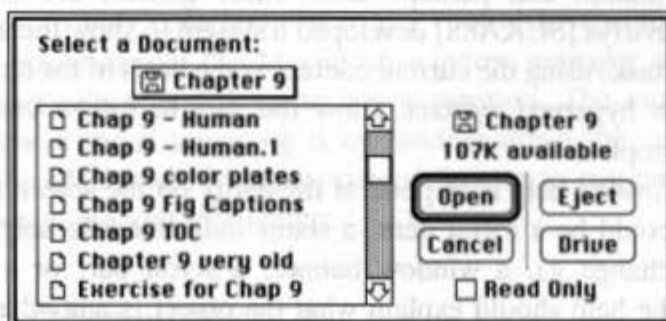 Select a Document:
Chapter 9
Chap 9 - Human
Chap 9 - Human.1
Chap 9 color plates
Chap 9 Fig Captions
Chap 9 TOC
Chapter 9 very old
Exercise for Chap 9
Chapter 9
107K available
Open
Eject
Cancel
Drive
Read Only